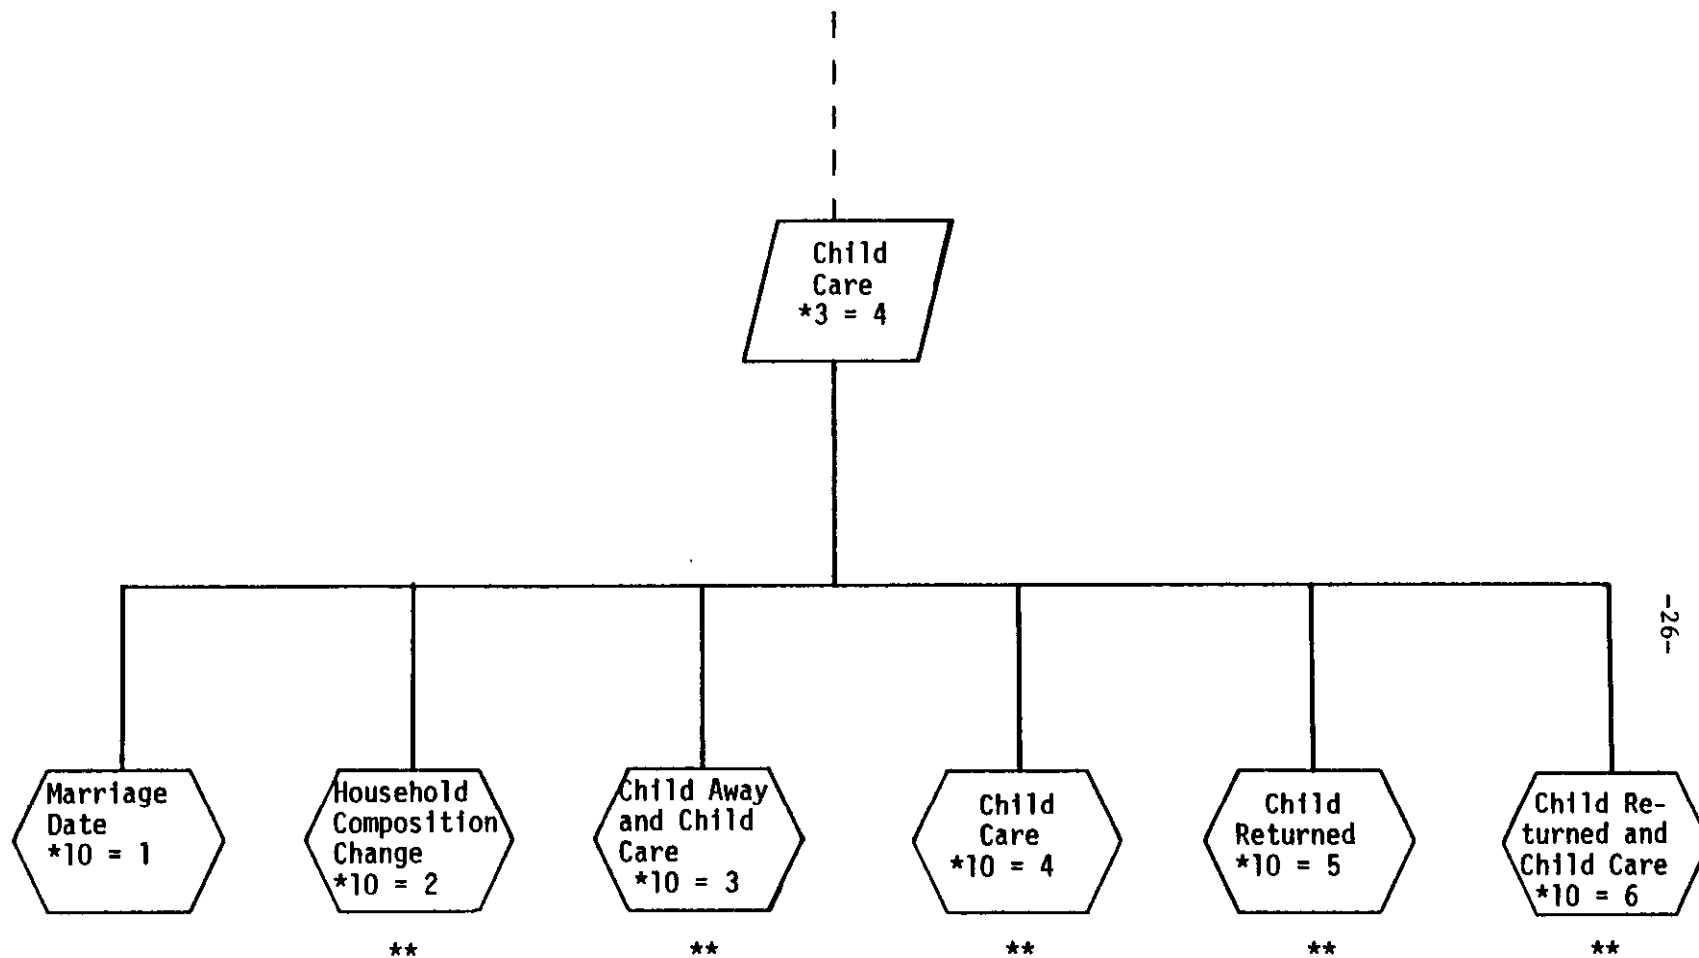 Child
Care
*3 = 4
-26-
Marriage
Date
*10 = 1
Household
Composition
Change
*10 = 2
**
Child Away
and Child
Care
*10 = 3
**
Child
Care
*10 = 4
**
Child
Returned
*10 = 5
**
Child Re-
turned and
Child Care
*10 = 6
**